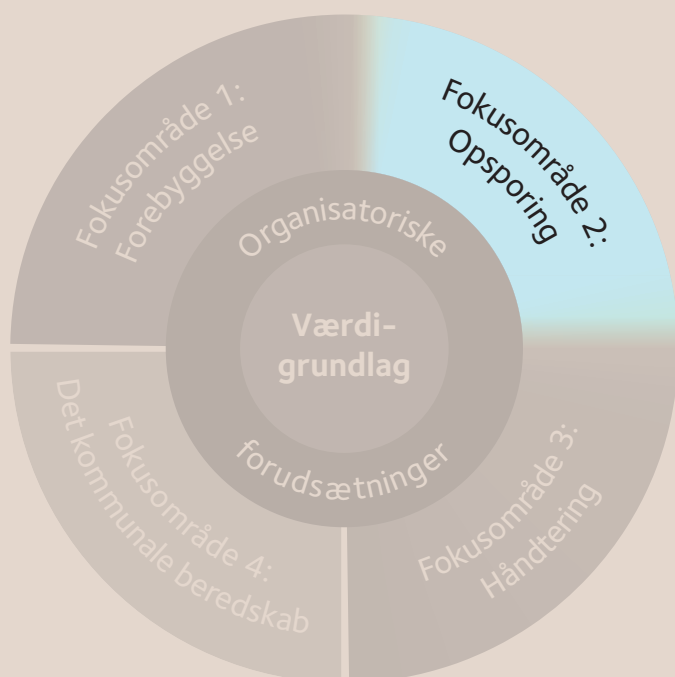 Fokusområde 1:
Forebyggelse
Fokusområde 2:
Opsporing
Organisatoriske
Værdi-
grundlag
forudsætninger
Fokusområde 3:
Håndtering
Fokusområde 4:
Det kommunale beredskab